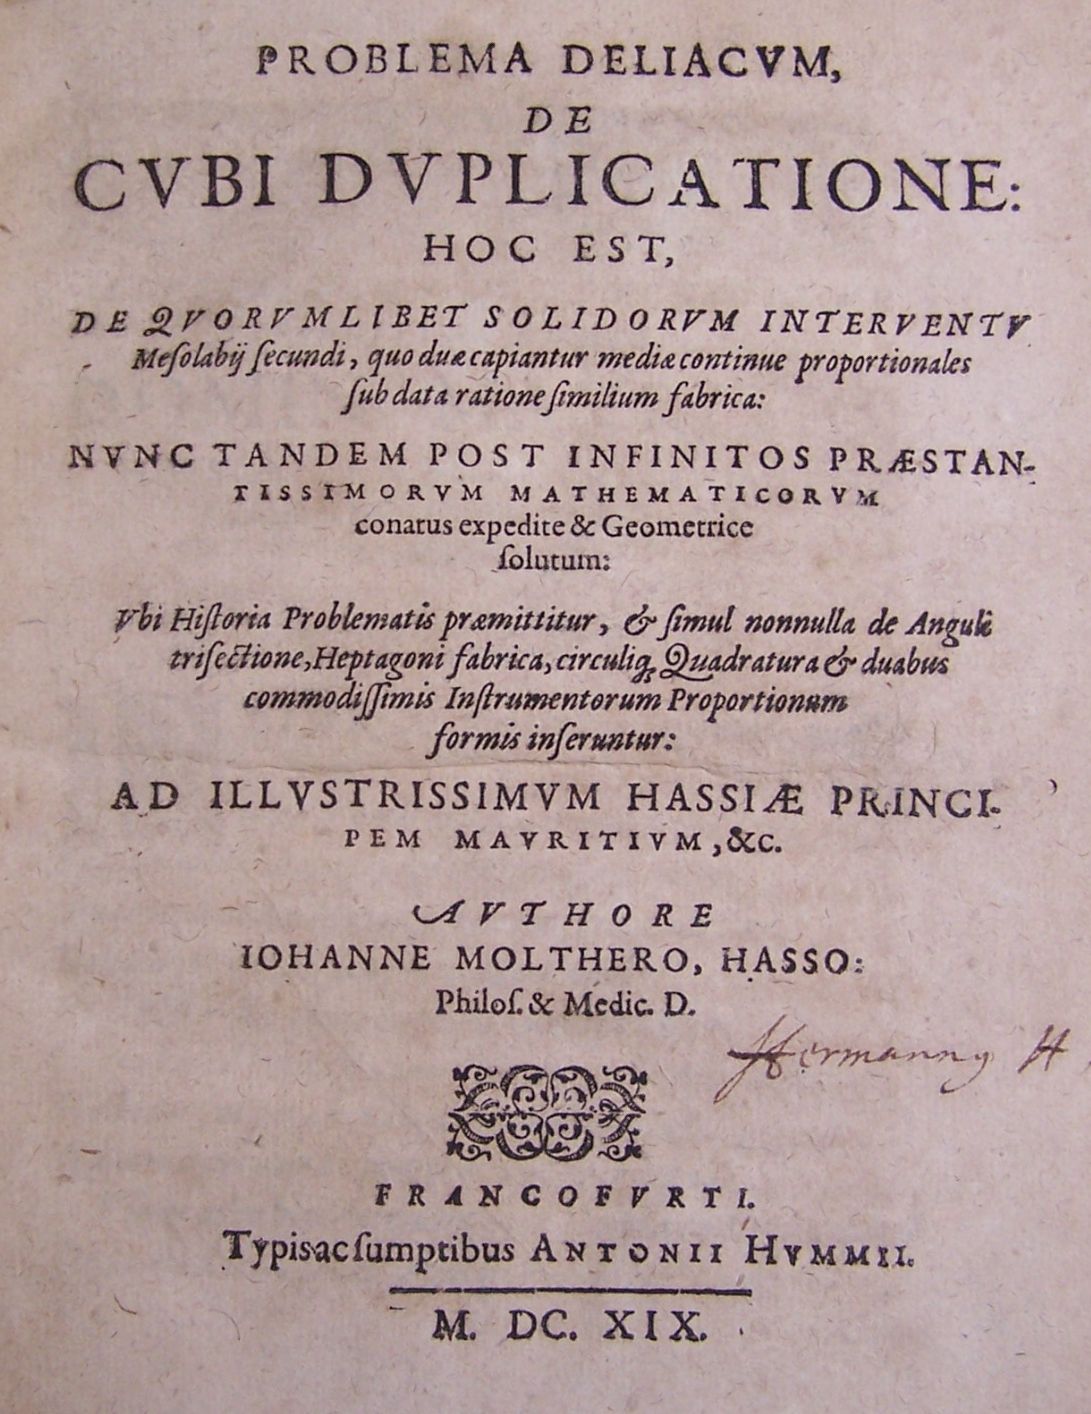 PROBLEMA DELIACVM,
DE
CVBI DVPLICATIONE:
HOC EST,
DE QVORVMLIBET SOLIDORVM INTERVENTV
Meſolabij ſecundi, quo duæ capiantur mediæ continue proportionales
ſub data ratione ſimilium fabrica:
NVNC TANDEM POST INFINITOS PRÆSTAN-
TISSIMORVM MATHEMATICORVM
conatus expedite & Geometrice
ſolutum:
Vbi Hiſtoria Problematis præmittitur, & ſimul nonnulla de Anguli
triſectione, Heptagoni fabrica, circuliq; Quadratura & duabus
commodiſſimis Inſtrumentorum Proportionum
formis inſeruntur:
AD ILLVSTRISSIMVM HASSIÆ PRINCI-
PEM MAVRITIVM, &c.
AVTHORE
IOHANNE MOLTHERO, HASSO:
Philoſ. & Medic. D.
Hermannꝯ H
FRANCOFVRTI.
Typis ac ſumptibus ANTONII HVMMII.
M. DC. XIX.